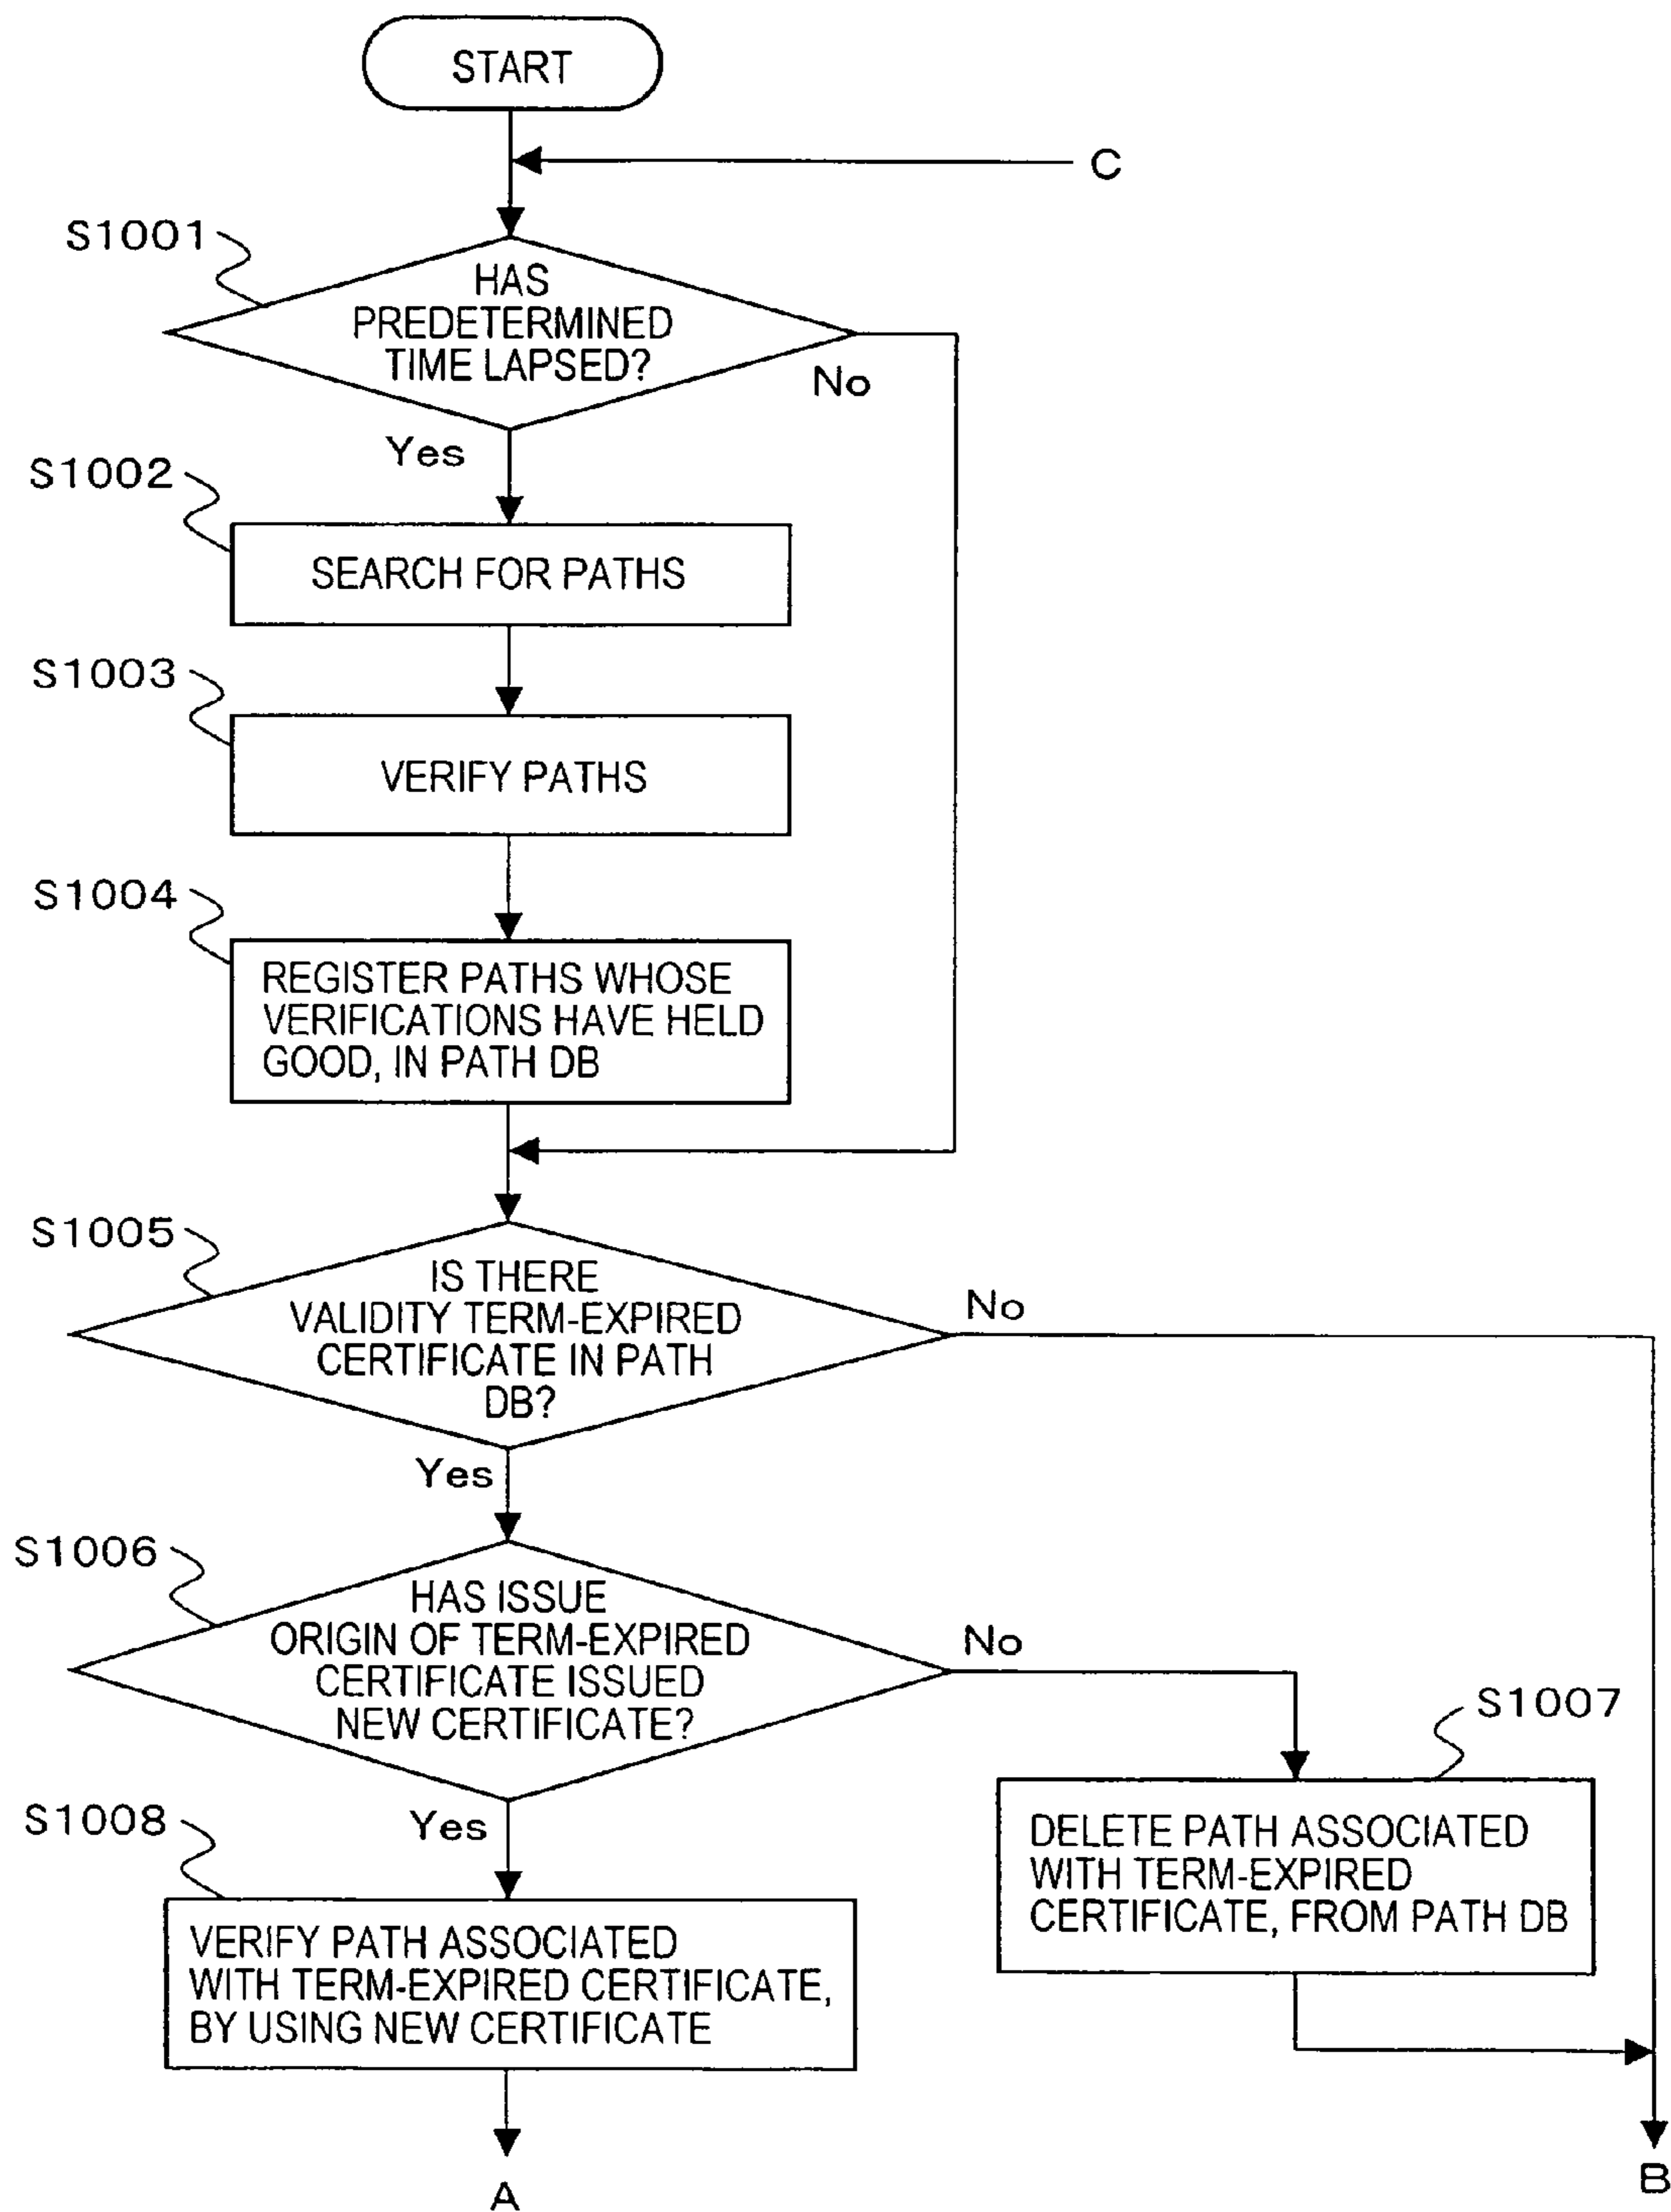 START
C
S1001
HAS
PREDETERMINED
TIME LAPSED?
No
Yes
S1002
SEARCH FOR PATHS
S1003
VERIFY PATHS
S1004
REGISTER PATHS WHOSE
VERIFICATIONS HAVE HELD
GOOD, IN PATH DB
S1005
IS THERE
VALIDITY TERM-EXPIRED
CERTIFICATE IN PATH
DB?
No
Yes
S1006
HAS ISSUE
ORIGIN OF TERM-EXPIRED
CERTIFICATE ISSUED
NEW CERTIFICATE?
No
S1007
DELETE PATH ASSOCIATED
WITH TERM-EXPIRED
CERTIFICATE, FROM PATH DB
Yes
S1008
VERIFY PATH ASSOCIATED
WITH TERM-EXPIRED CERTIFICATE,
BY USING NEW CERTIFICATE
A
B